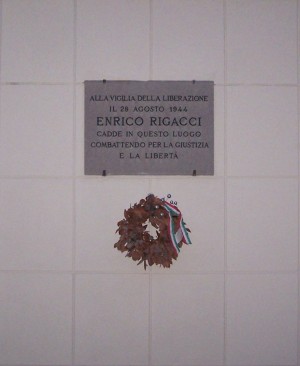 ALLA VIGILIA DELLA LIBERAZIONE
IL 28 AGOSTO 1944
ENRICO RIGACCI
CADDE IN QUESTO LUOGO
COMBATTENDO PER LA GIUSTIZIA
E LA LIBERTÀ